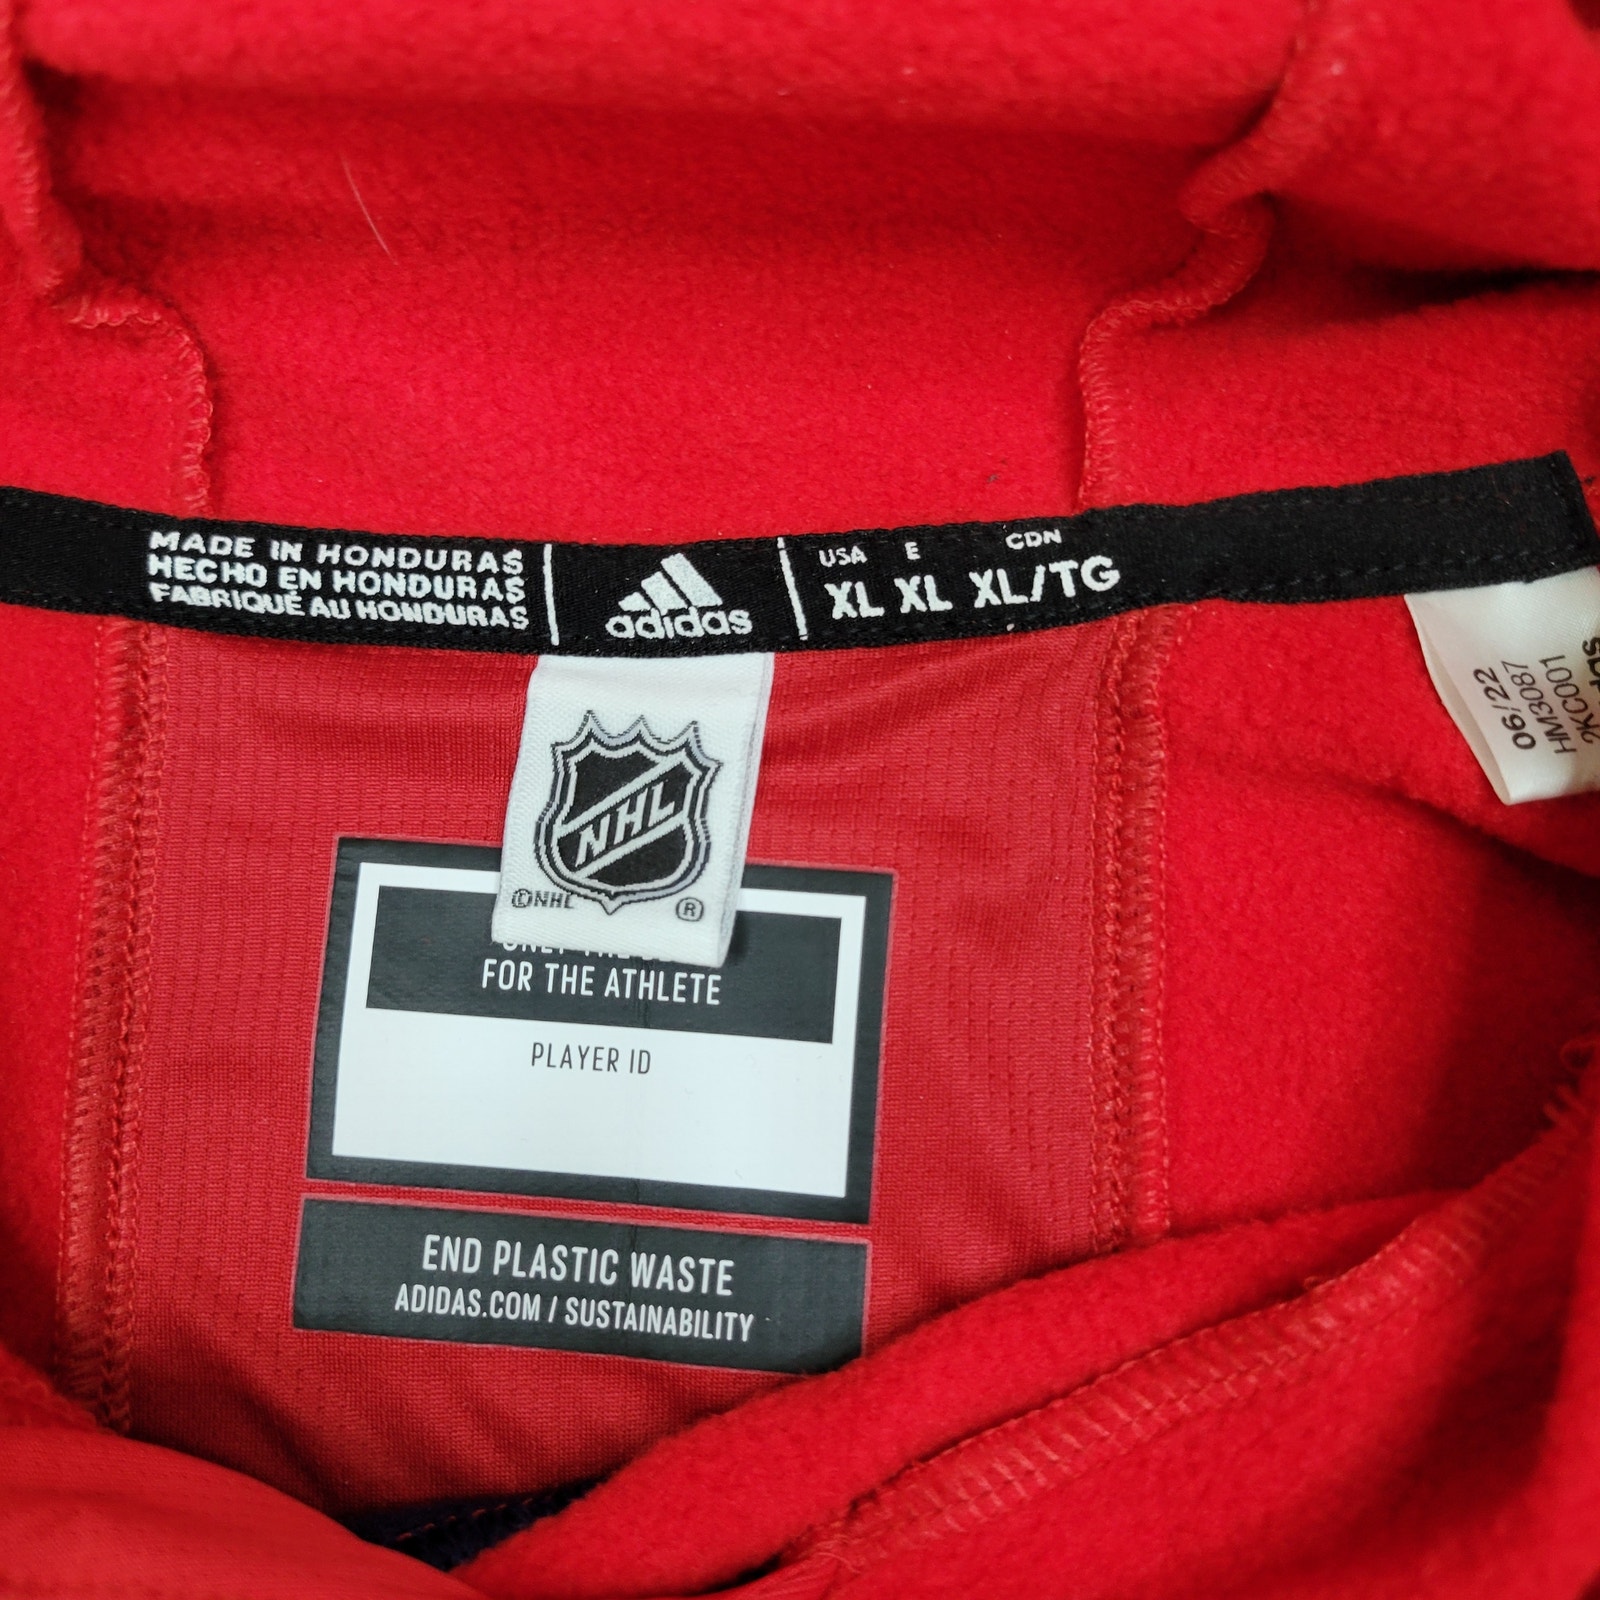 MADE IN HONDURAS
HECHO EN HONDURAS
FABRIQUÉ AU HONDURAS
adidas
USA E CDN
XL XL XL/TG
06/22
HM3087
NHL
©NHL ®
FOR THE ATHLETE
PLAYER ID
END PLASTIC WASTE
ADIDAS.COM / SUSTAINABILITY